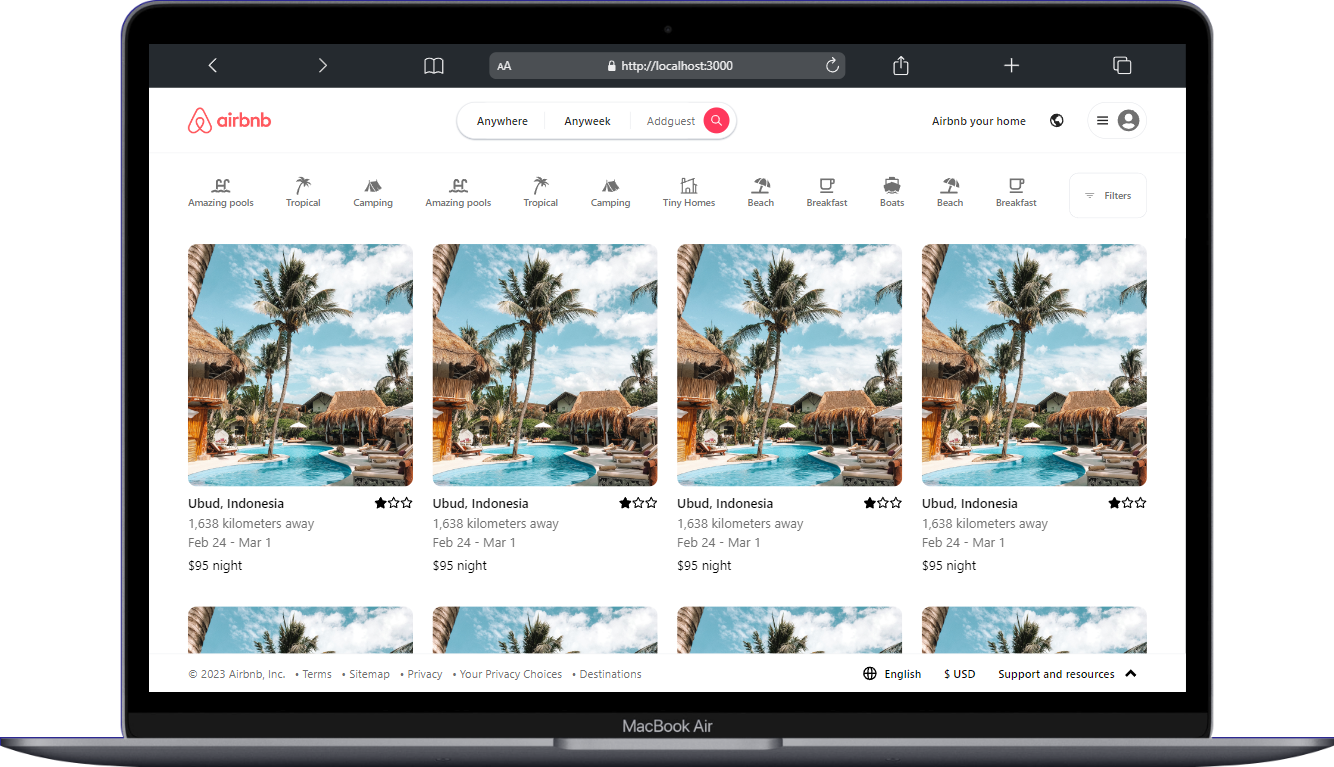 AA http://localhost:3000
airbnb Anywhere Anyweek Addguest Airbnb your home
Amazing pools Tropical Camping Amazing pools Tropical Camping Tiny Homes Beach Breakfast Boats Beach Breakfast Filters
Ubud, Indonesia Ubud, Indonesia Ubud, Indonesia Ubud, Indonesia
1,638 kilometers away 1,638 kilometers away 1,638 kilometers away 1,638 kilometers away
Feb 24 - Mar 1 Feb 24 - Mar 1 Feb 24 - Mar 1 Feb 24 - Mar 1
$95 night $95 night $95 night $95 night
© 2023 Airbnb, Inc. • Terms • Sitemap • Privacy • Your Privacy Choices • Destinations English $ USD Support and resources
MacBook Air